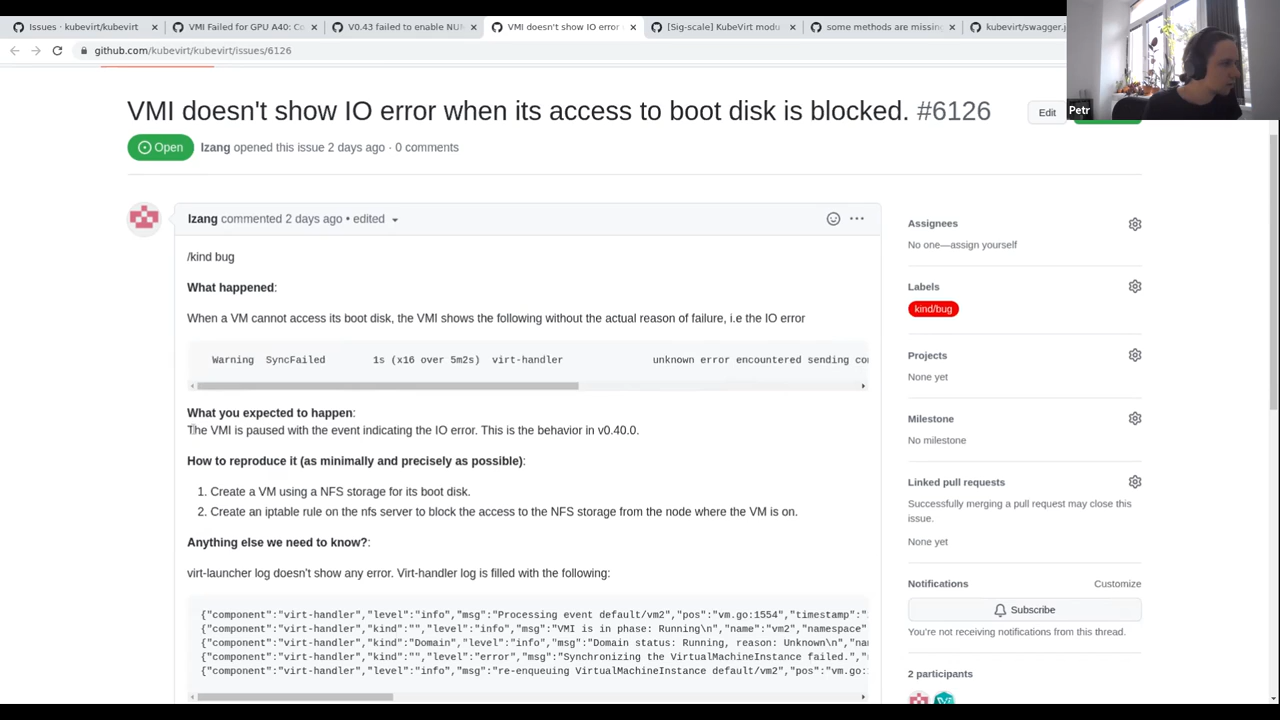 Issues · kubevirt/kubevirt
VMI Failed for GPU A40: Co
V0.43 failed to enable NU
VMI doesn't show IO error
[Sig-scale] KubeVirt modu
some methods are missin
kubevirt/swagger.j
github.com/kubevirt/kubevirt/issues/6126
Petr
VMI doesn't show IO error when its access to boot disk is blocked. #6126
Edit
Open
lzang opened this issue 2 days ago · 0 comments
lzang commented 2 days ago • edited
/kind bug
What happened:
When a VM cannot access its boot disk, the VMI shows the following without the actual reason of failure, i.e the IO error
Warning SyncFailed 1s (x16 over 5m2s) virt-handler unknown error encountered sending co
What you expected to happen:
The VMI is paused with the event indicating the IO error. This is the behavior in v0.40.0.
How to reproduce it (as minimally and precisely as possible):
1. Create a VM using a NFS storage for its boot disk.
2. Create an iptable rule on the nfs server to block the access to the NFS storage from the node where the VM is on.
Anything else we need to know?:
virt-launcher log doesn't show any error. Virt-handler log is filled with the following:
{"component":"virt-handler","level":"info","msg":"Processing event default/vm2","pos":"vm.go:1554","timestamp":"
{"component":"virt-handler","kind":"","level":"info","msg":"VMI is in phase: Running\n","name":"vm2","namespace"
{"component":"virt-handler","kind":"Domain","level":"info","msg":"Domain status: Running, reason: Unknown\n","na
{"component":"virt-handler","kind":"","level":"error","msg":"Synchronizing the VirtualMachineInstance failed.","r
{"component":"virt-handler","level":"info","msg":"re-enqueuing VirtualMachineInstance default/vm2","pos":"vm.go:
Assignees
No one—assign yourself
Labels
kind/bug
Projects
None yet
Milestone
No milestone
Linked pull requests
Successfully merging a pull request may close this
issue.
None yet
Notifications
Customize
Subscribe
You're not receiving notifications from this thread.
2 participants